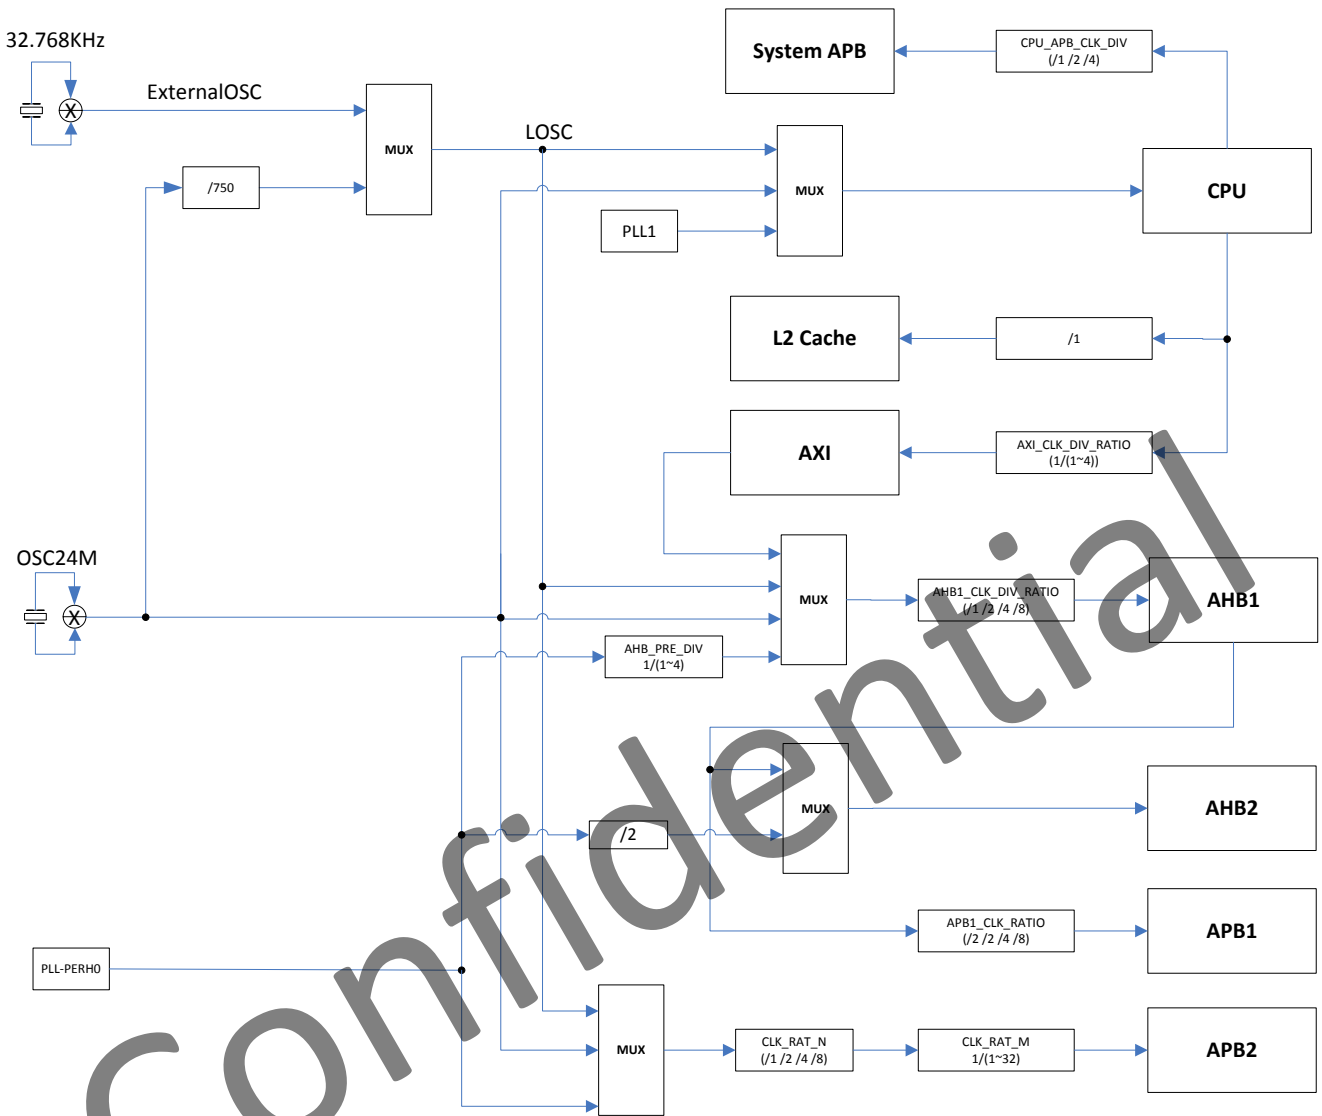 32.768KHz
ExternalOSC
MUX
/750
LOSC
MUX
PLL1
System APB
CPU_APB_CLK_DIV
(/1 /2 /4)
CPU
L2 Cache
/1
AXI
AXI_CLK_DIV_RATIO
(1/(1~4))
OSC24M
MUX
AHB1_CLK_DIV_RATIO
(/1 /2 /4 /8)
AHB1
AHB_PRE_DIV
1/(1~4)
MUX
/2
AHB2
APB1_CLK_RATIO
(/2 /2 /4 /8)
APB1
PLL-PERH0
MUX
CLK_RAT_N
(/1 /2 /4 /8)
CLK_RAT_M
1/(1~32)
APB2
Confidential